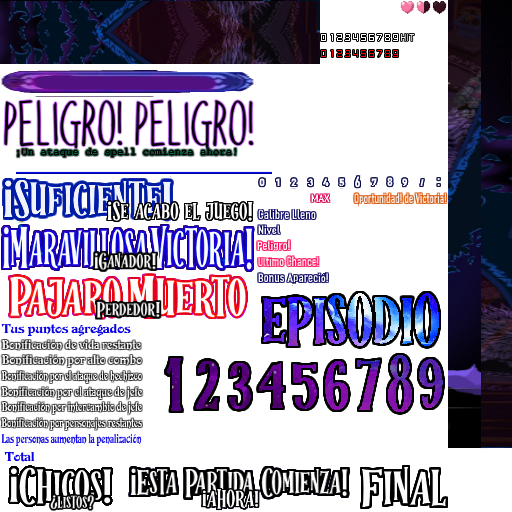 0123456789HIT
0123456789
PELIGRO! PELIGRO!
¡Un ataque de spell comienza ahora!
0 1 2 3 4 5 6 7 8 9 / :
¡SUFICIENTE!
¡SE ACABO EL JUEGO!
MAX
Oportunidad de Victoria!
Calibre Lleno
Nivel
Peligro!
Ultimo Chance!
Bonus Apareció!
¡MARAVILLOSA VICTORIA!
¡GANADOR!
PAJARO MUERTO
PERDEDOR!
EPISODIO
Tus puntos agregados
Bonificación de vida restante
Bonificación por alto combo
Bonificación por el ataque de hechizo
Bonificación por el ataque de jefe
Bonificación por intercambio de jefe
Bonificación por personajes restantes
Las personas aumentan la penalización
Total
123456789
¡CHICOS!
¿LISTOS?
¡ESTA PARTIDA COMIENZA!
¡AHORA!
FINAL